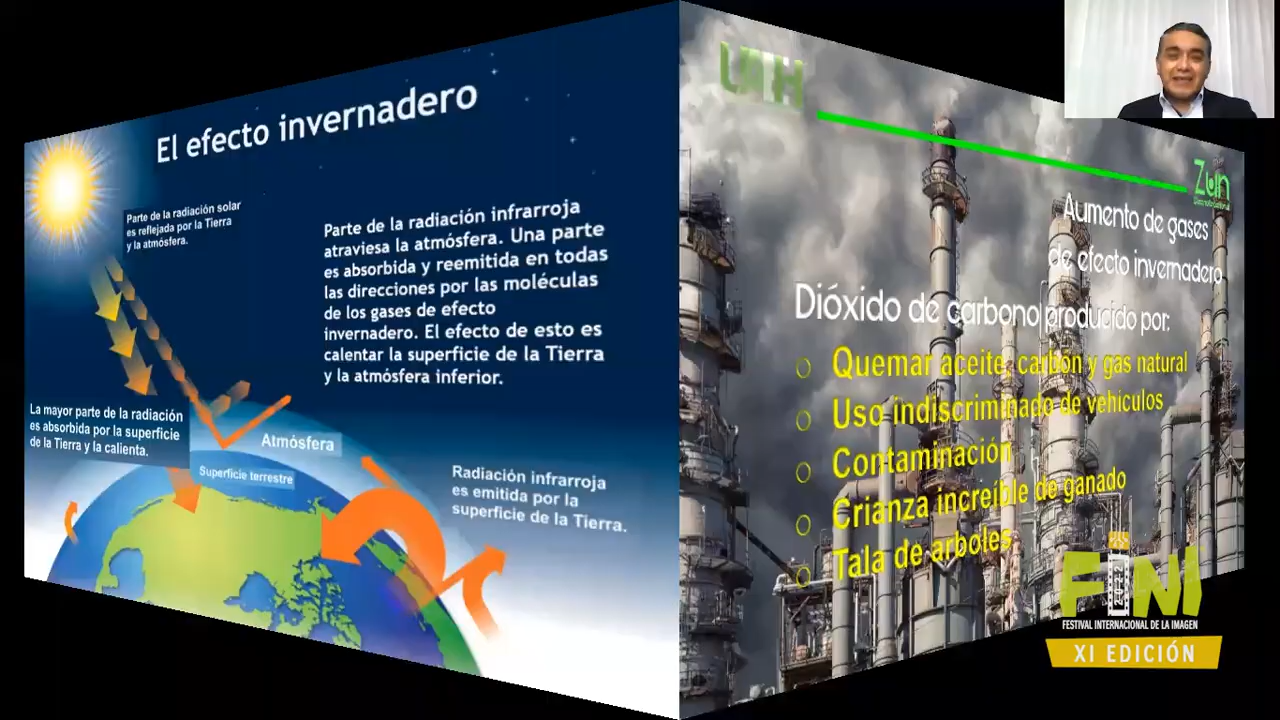 El efecto invernadero
Parte de la radiación solar
es reflejada por la Tierra
y la atmósfera.
Parte de la radiación infrarroja
atraviesa la atmósfera. Una parte
es absorbida y reemitida en todas
las direcciones por las moléculas
de los gases de efecto
invernadero. El efecto de esto es
calentar la superficie de la Tierra
y la atmósfera inferior.
La mayor parte de la radiación
es absorbida por la superficie
de la Tierra y la calienta.
Atmósfera
Superficie terrestre
Radiación infrarroja
es emitida por la
superficie de la Tierra.
UTH
Zun
Aumento de gases
de efecto invernadero
Dióxido de carbono producido por:
Quemar aceite, carbón y gas natural
Uso indiscriminado de vehículos
Contaminación
Crianza increíble de ganado
Tala de arboles
FINI
FESTIVAL INTERNACIONAL DE LA IMAGEN
XI EDICIÓN